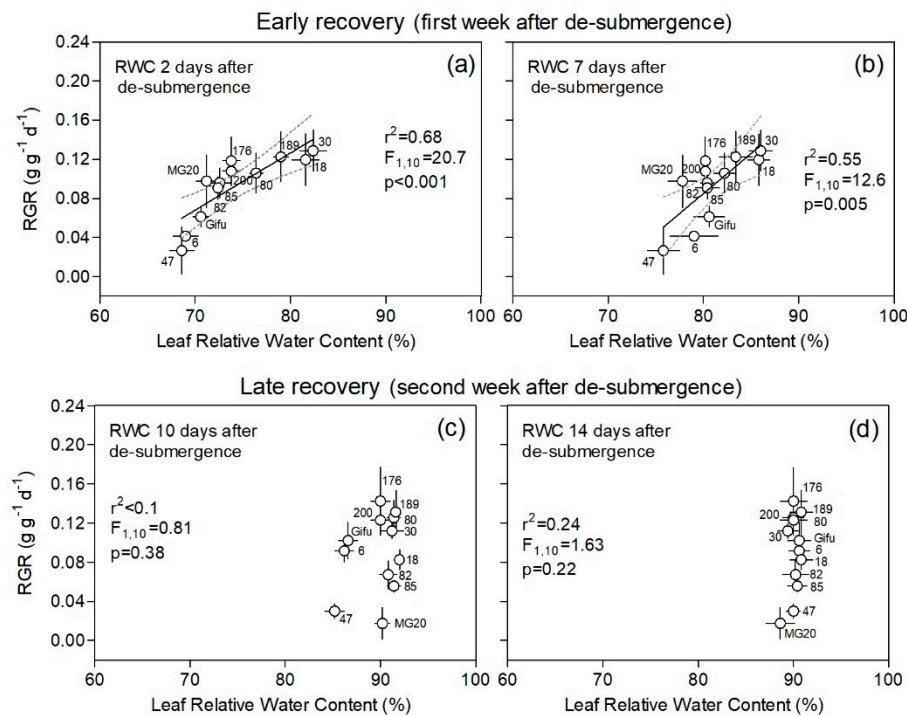 Early recovery (first week after de-submergence)
(a)
RWC 2 days after
de-submergence
r²=0.68
F1,10=20.7
p<0.001
RGR (g g⁻¹ d⁻¹)
0.24
0.20
0.16
0.12
0.08
0.04
0.00
176
189
30
MG20
200
80
18
85
82
Gifu
6
47
60
70
80
90
100
Leaf Relative Water Content (%)
(b)
RWC 7 days after
de-submergence
r²=0.55
F1,10=12.6
p=0.005
176
189
30
MG20
200
18
82
80
85
Gifu
6
47
60
70
80
90
100
Leaf Relative Water Content (%)
Late recovery (second week after de-submergence)
(c)
RWC 10 days after
de-submergence
r²<0.1
F1,10=0.81
p=0.38
RGR (g g⁻¹ d⁻¹)
0.24
0.20
0.16
0.12
0.08
0.04
0.00
176
189
200
80
Gifu
30
6
18
82
85
47
MG20
60
70
80
90
100
Leaf Relative Water Content (%)
(d)
RWC 14 days after
de-submergence
r²=0.24
F1,10=1.63
p=0.22
176
189
200
80
30
Gifu
6
18
82
85
47
MG20
60
70
80
90
100
Leaf Relative Water Content (%)